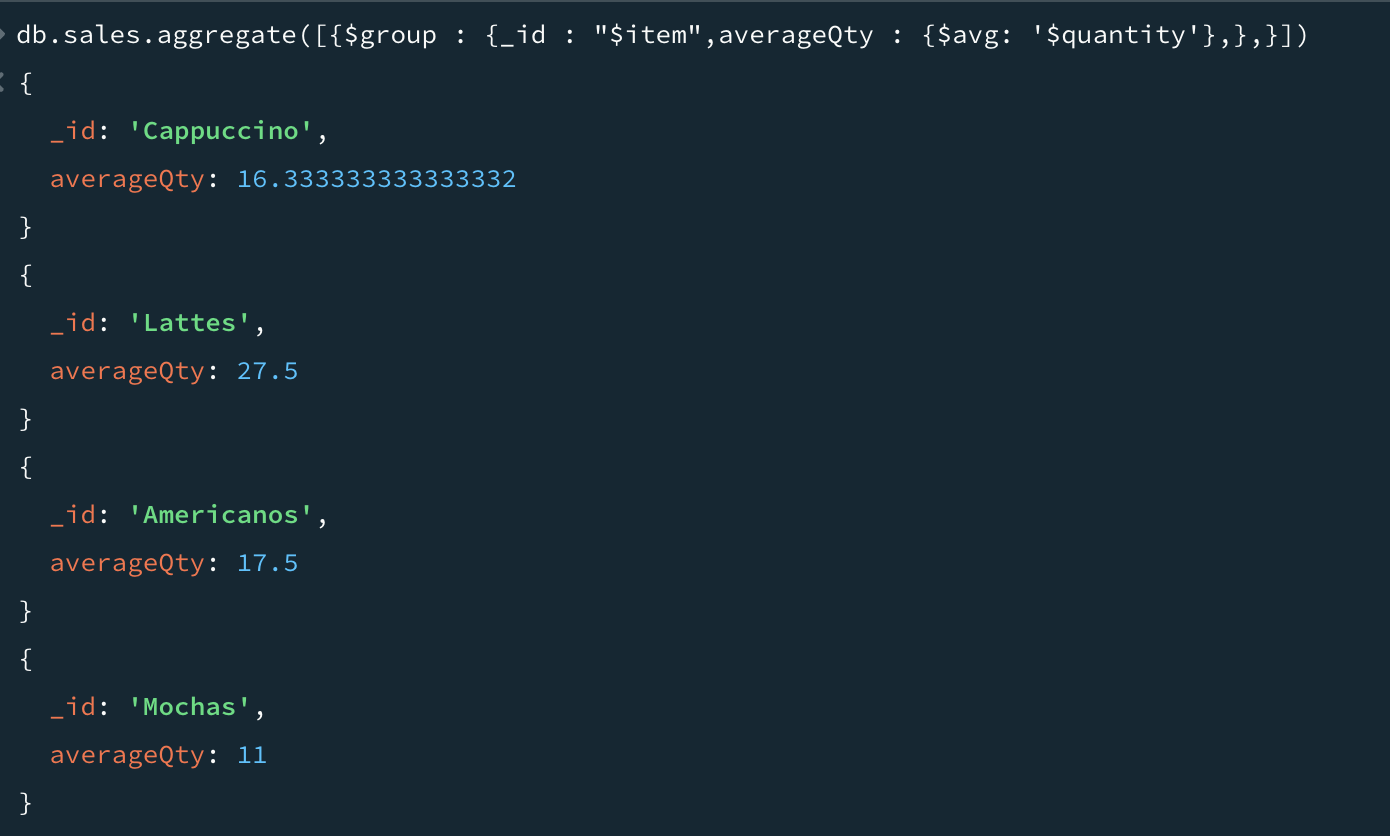 db.sales.aggregate([{$group : {_id : "$item",averageQty : {$avg: '$quantity'},},}])
{
  _id: 'Cappuccino',
  averageQty: 16.333333333333332
}
{
  _id: 'Lattes',
  averageQty: 27.5
}
{
  _id: 'Americanos',
  averageQty: 17.5
}
{
  _id: 'Mochas',
  averageQty: 11
}